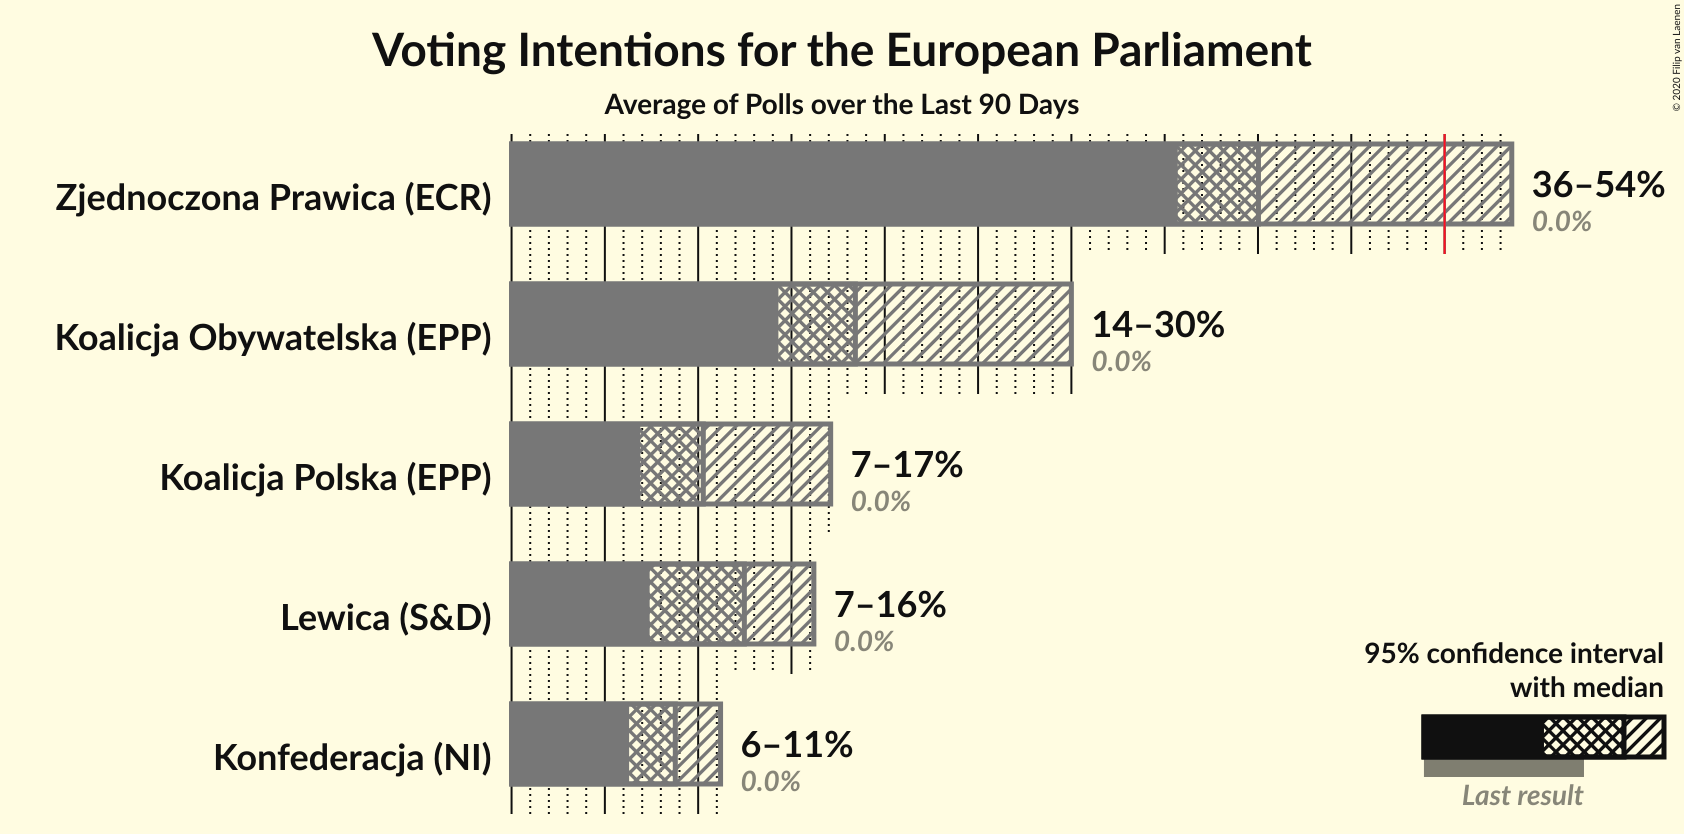 Voting Intentions for the European Parliament
Average of Polls over the Last 90 Days
© 2020 Filip van Laenen
Zjednoczona Prawica (ECR)
36–54%
0.0%
Koalicja Obywatelska (EPP)
14–30%
0.0%
Koalicja Polska (EPP)
7–17%
0.0%
Lewica (S&D)
7–16%
0.0%
Konfederacja (NI)
6–11%
0.0%
95% confidence interval
with median
Last result